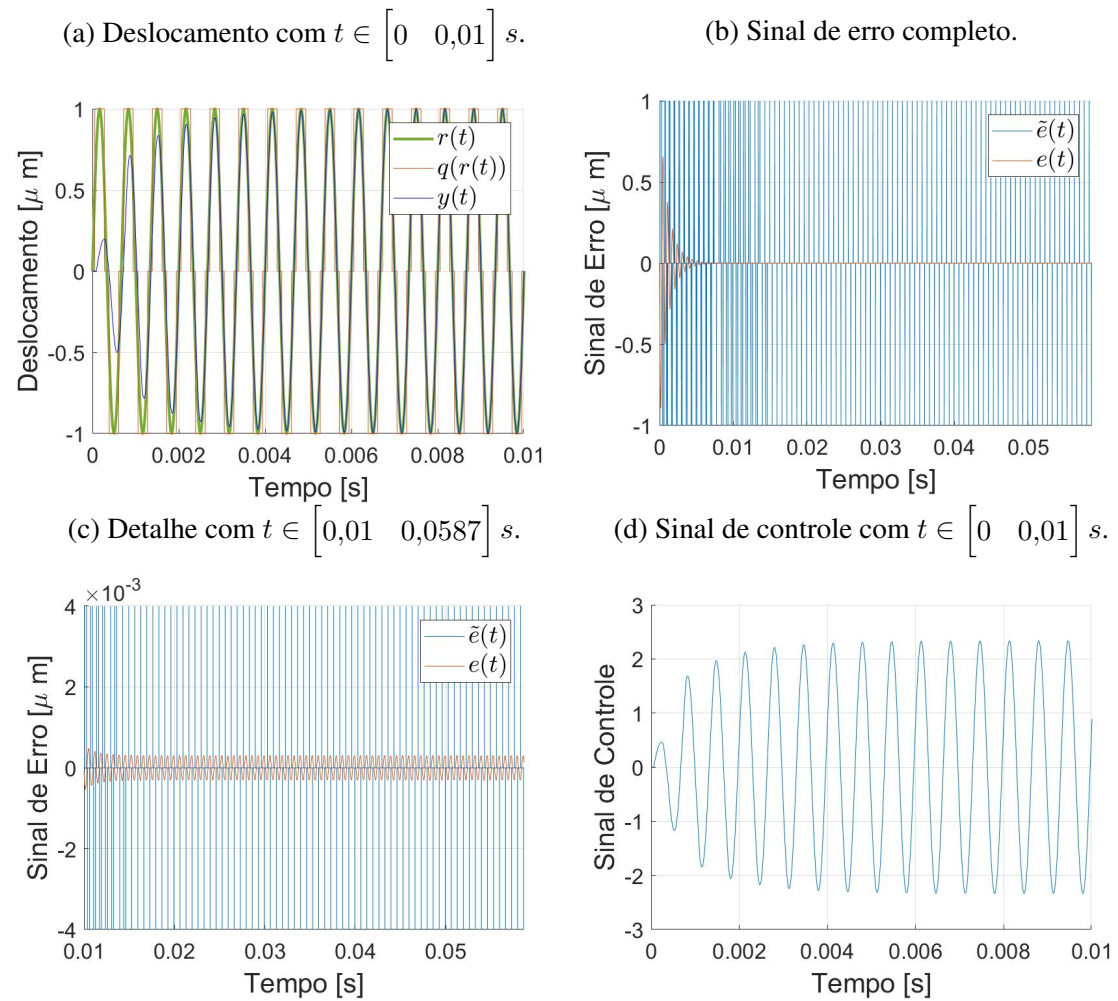 (a) Deslocamento com t ∈ [0 0,01] s.
(b) Sinal de erro completo.
1
0.5
0
-0.5
-1
Deslocamento [μ m]
r(t)
q(r(t))
y(t)
0 0.002 0.004 0.006 0.008 0.01
Tempo [s]
1
0.5
0
-0.5
-1
Sinal de Erro [μ m]
ẽ(t)
e(t)
0 0.01 0.02 0.03 0.04 0.05
Tempo [s]
(c) Detalhe com t ∈ [0,01 0,0587] s.
(d) Sinal de controle com t ∈ [0 0,01] s.
×10⁻³
4
2
0
-2
-4
Sinal de Erro [μ m]
ẽ(t)
e(t)
0.01 0.02 0.03 0.04 0.05
Tempo [s]
3
2
1
0
-1
-2
-3
Sinal de Controle
0 0.002 0.004 0.006 0.008 0.01
Tempo [s]